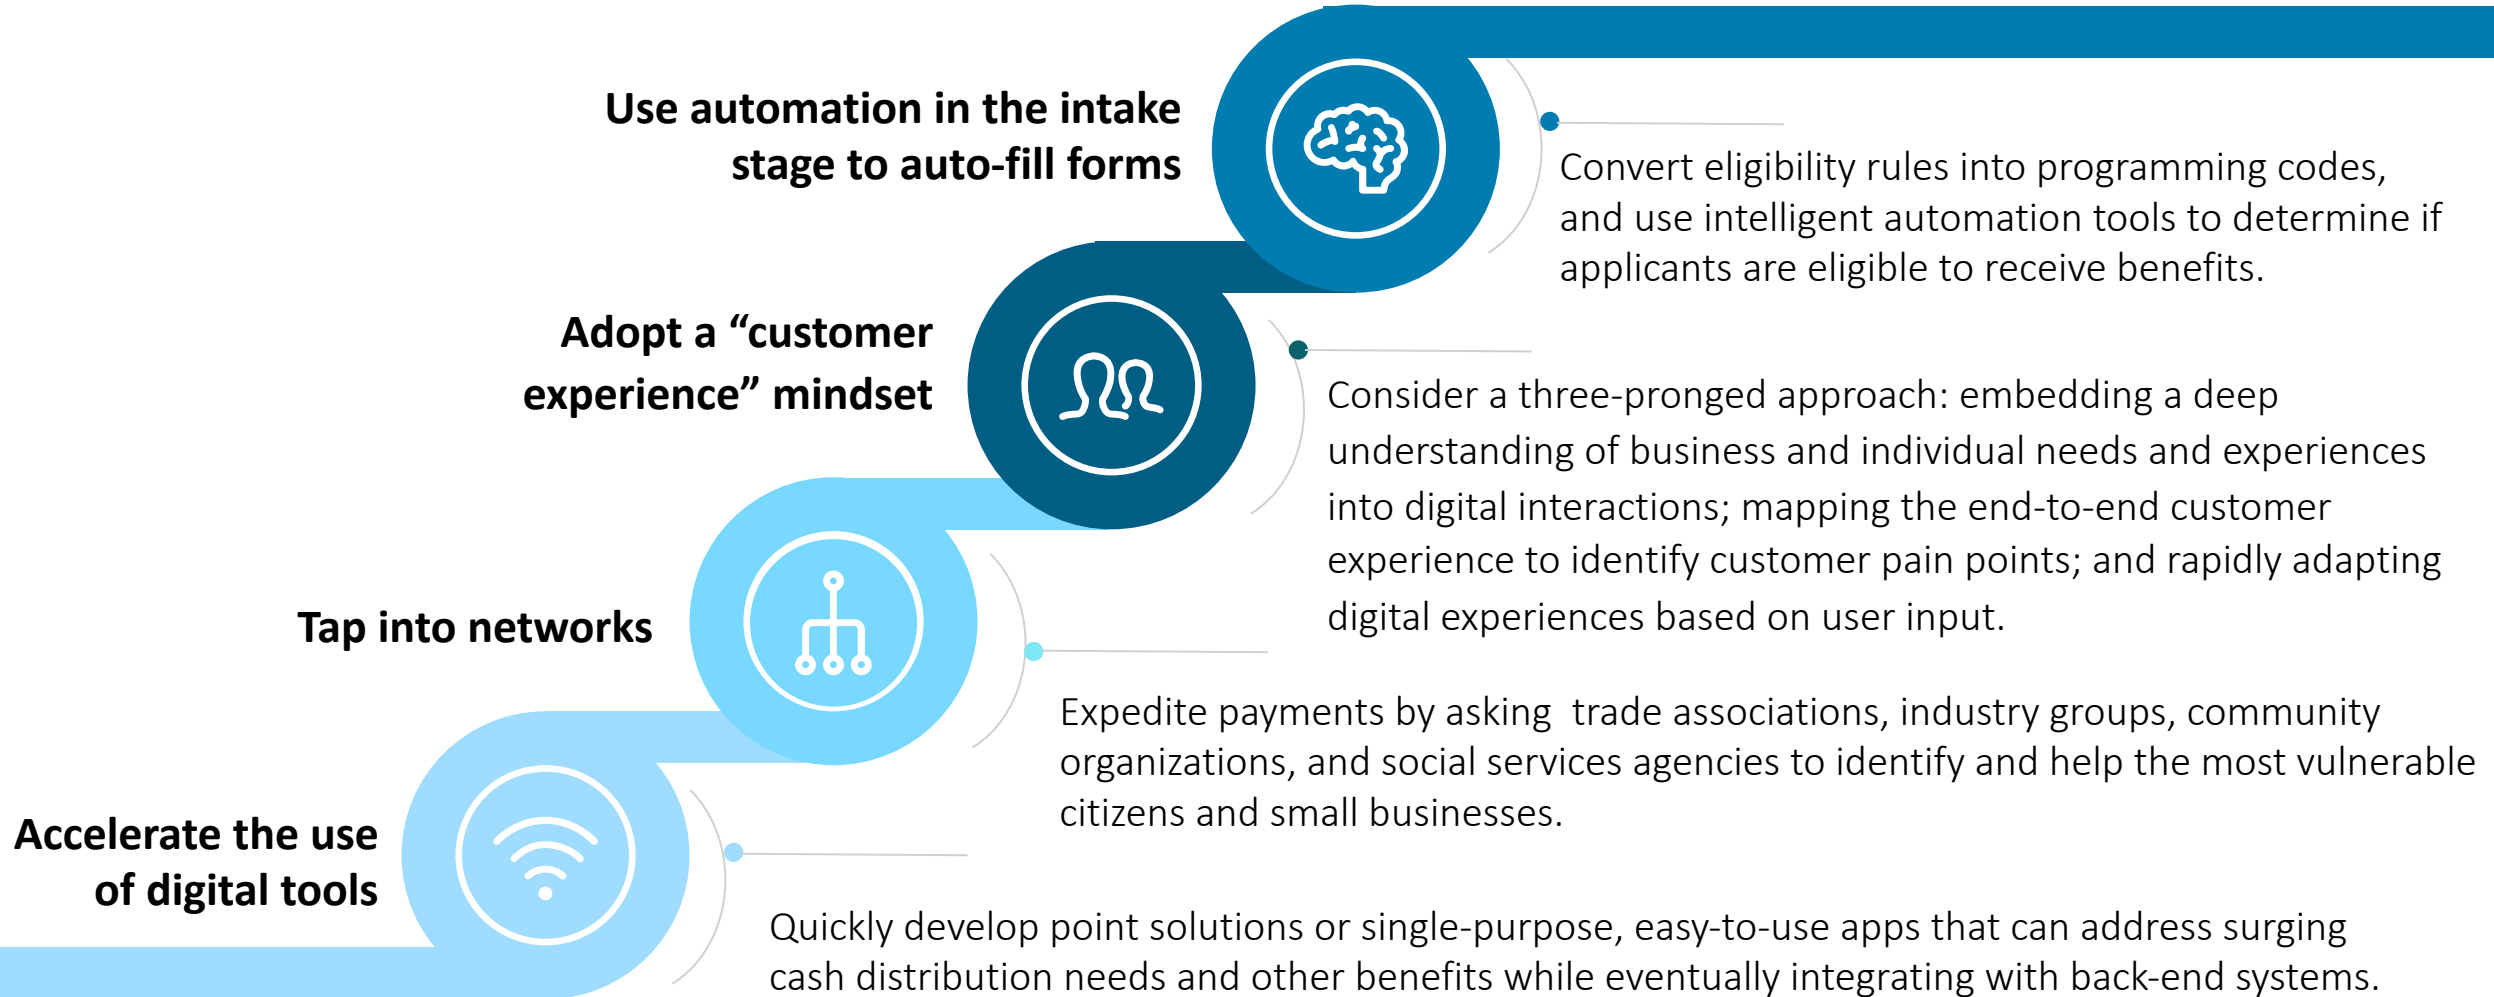 Use automation in the intake
stage to auto-fill forms
Convert eligibility rules into programming codes,
and use intelligent automation tools to determine if
applicants are eligible to receive benefits.
Adopt a “customer
experience” mindset
Consider a three-pronged approach: embedding a deep
understanding of business and individual needs and experiences
into digital interactions; mapping the end-to-end customer
experience to identify customer pain points; and rapidly adapting
digital experiences based on user input.
Tap into networks
Expedite payments by asking  trade associations, industry groups, community
organizations, and social services agencies to identify and help the most vulnerable
citizens and small businesses.
Accelerate the use
of digital tools
Quickly develop point solutions or single-purpose, easy-to-use apps that can address surging
cash distribution needs and other benefits while eventually integrating with back-end systems.